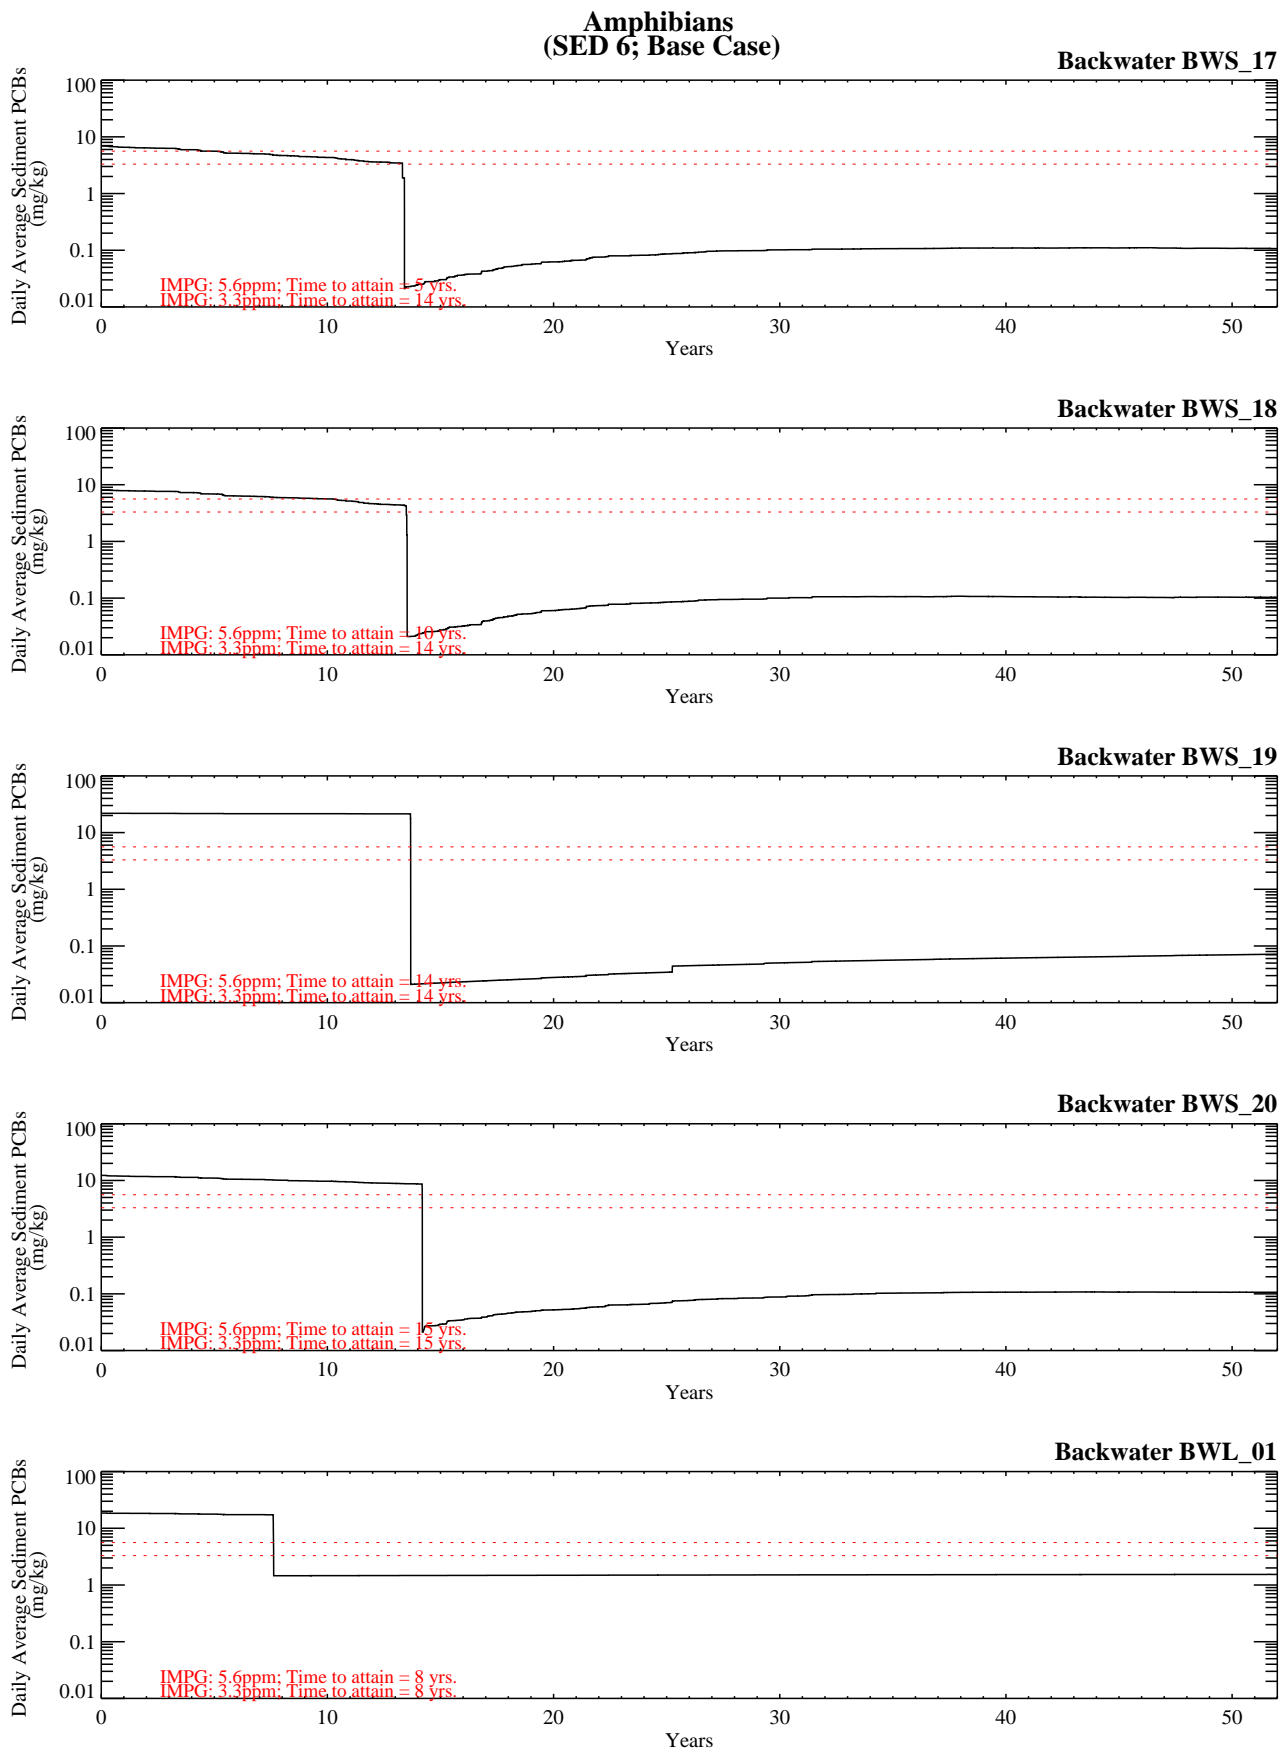 Amphibians
(SED 6; Base Case)
Backwater BWS_17
Daily Average Sediment PCBs
(mg/kg)
100
10
1
0.1
0.01
IMPG: 5.6ppm; Time to attain = 5 yrs.
IMPG: 3.3ppm; Time to attain = 14 yrs.
0 10 20 30 40 50
Years
Backwater BWS_18
Daily Average Sediment PCBs
(mg/kg)
100
10
1
0.1
0.01
IMPG: 5.6ppm; Time to attain = 10 yrs.
IMPG: 3.3ppm; Time to attain = 14 yrs.
0 10 20 30 40 50
Years
Backwater BWS_19
Daily Average Sediment PCBs
(mg/kg)
100
10
1
0.1
0.01
IMPG: 5.6ppm; Time to attain = 14 yrs.
IMPG: 3.3ppm; Time to attain = 14 yrs.
0 10 20 30 40 50
Years
Backwater BWS_20
Daily Average Sediment PCBs
(mg/kg)
100
10
1
0.1
0.01
IMPG: 5.6ppm; Time to attain = 15 yrs.
IMPG: 3.3ppm; Time to attain = 15 yrs.
0 10 20 30 40 50
Years
Backwater BWL_01
Daily Average Sediment PCBs
(mg/kg)
100
10
1
0.1
0.01
IMPG: 5.6ppm; Time to attain = 8 yrs.
IMPG: 3.3ppm; Time to attain = 8 yrs.
0 10 20 30 40 50
Years